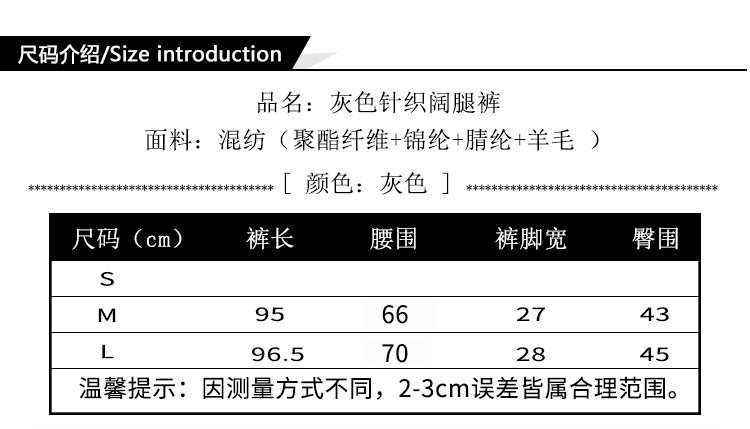 尺码介绍/Size introduction
品名：灰色针织阔腿裤
面料：混纺（聚酯纤维+锦纶+腈纶+羊毛 ）
****************************************[ 颜色：灰色 ]****************************************
尺码（cm） 裤长 腰围 裤脚宽 臀围
S
M 95 66 27 43
L 96.5 70 28 45
温馨提示：因测量方式不同，2-3cm误差皆属合理范围。